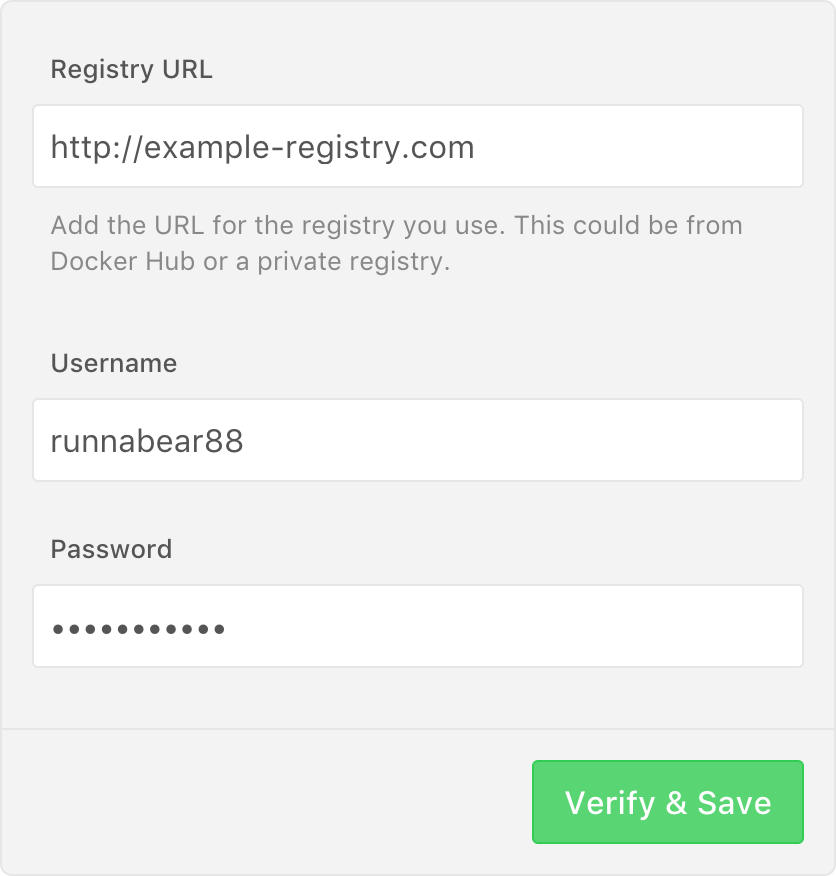 Registry URL
http://example-registry.com
Add the URL for the registry you use. This could be from
Docker Hub or a private registry.
Username
runnabear88
Password
•••••••••••
Verify & Save